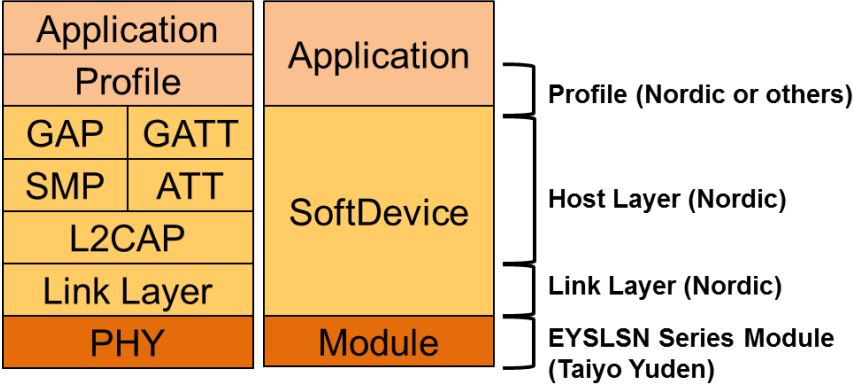 Application
Profile
GAP GATT
SMP ATT
L2CAP
Link Layer
PHY
Application
SoftDevice
Module
Profile (Nordic or others)
Host Layer (Nordic)
Link Layer (Nordic)
EYSLSN Series Module
(Taiyo Yuden)